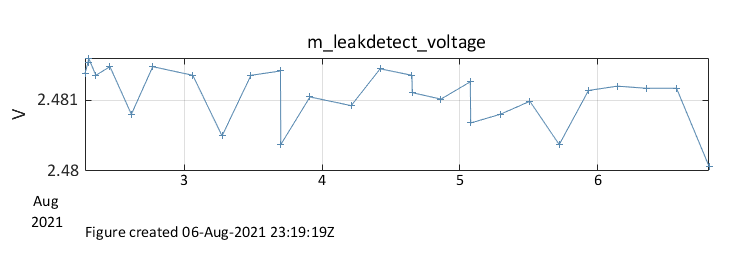 m_leakdetect_voltage
V
2.481
2.48
3 4 5 6
Aug
2021
Figure created 06-Aug-2021 23:19:19Z